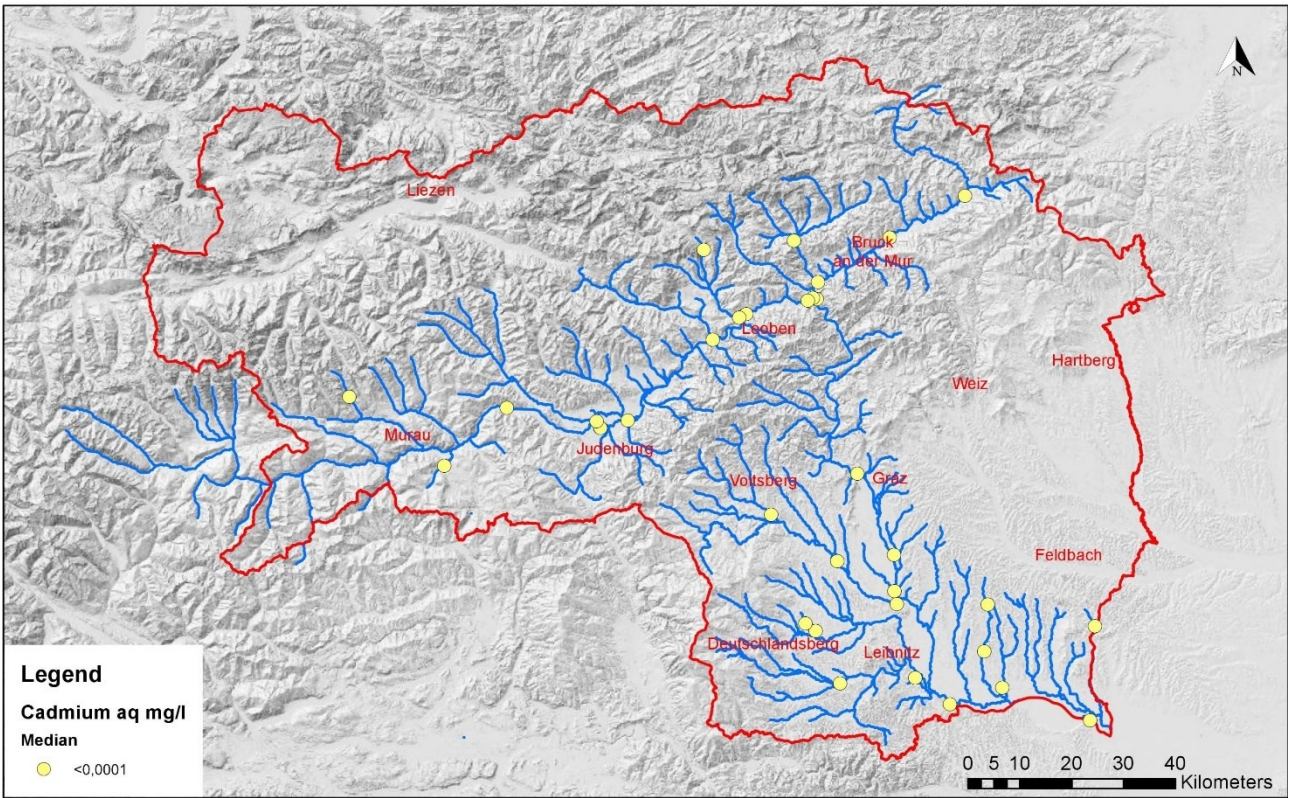 N
Liezen
Bruck
an der Mur
Leoben
Hartberg
Weiz
Murau
Judenburg
Voitsberg
Graz
Feldbach
Deutschlandsberg
Leibnitz
Legend
Cadmium aq mg/l
Median
<0,0001
0 5 10 20 30 40
Kilometers